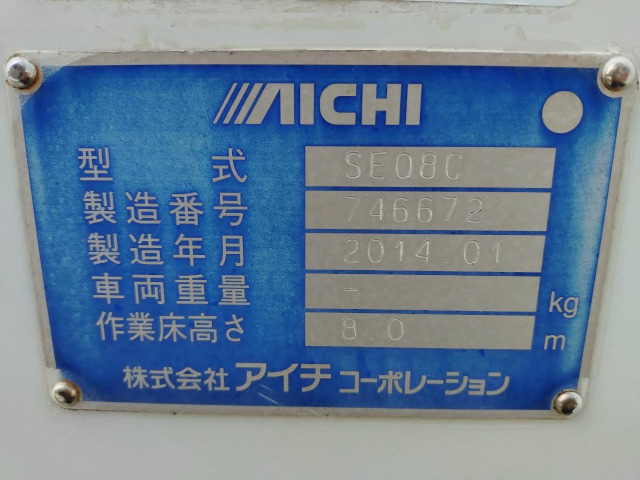 AICHI
型式 SE08C
製造番号 746672
製造年月 2014.01
車両重量 - kg
作業床高さ 8.0 m
株式会社アイチコーポレーション